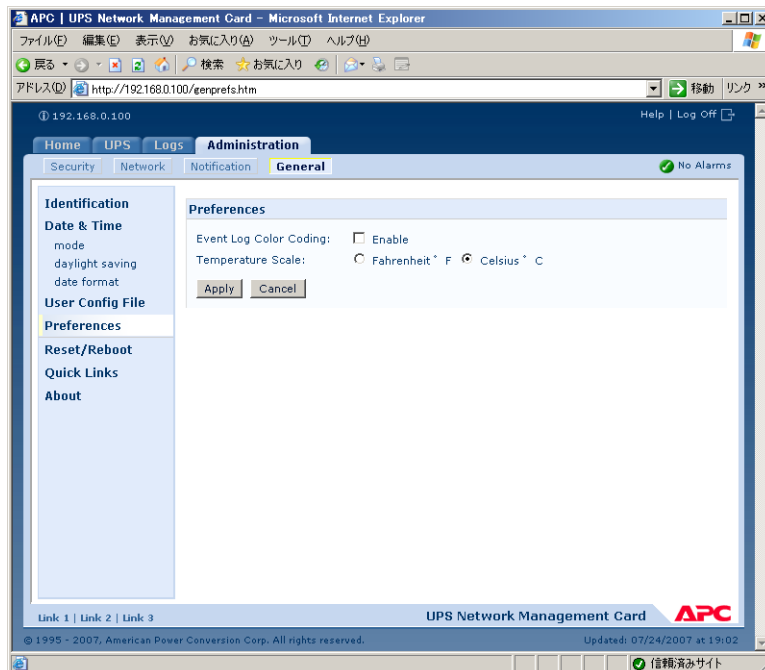 APC | UPS Network Management Card - Microsoft Internet Explorer
ファイル(F) 編集(E) 表示(V) お気に入り(A) ツール(T) ヘルプ(H)
戻る 検索 お気に入り
アドレス(D) http://192.168.0.100/genprefs.htm 移動 リンク »
192.168.0.100 Help | Log Off
Home UPS Logs Administration
Security Network Notification General No Alarms
Identification
Date & Time
mode
daylight saving
date format
User Config File
Preferences
Reset/Reboot
Quick Links
About
Preferences
Event Log Color Coding: Enable
Temperature Scale: Fahrenheit° F Celsius° C
Apply Cancel
Link 1 | Link 2 | Link 3 UPS Network Management Card APC
© 1995 - 2007, American Power Conversion Corp. All rights reserved. Updated: 07/24/2007 at 19:02
信頼済みサイト